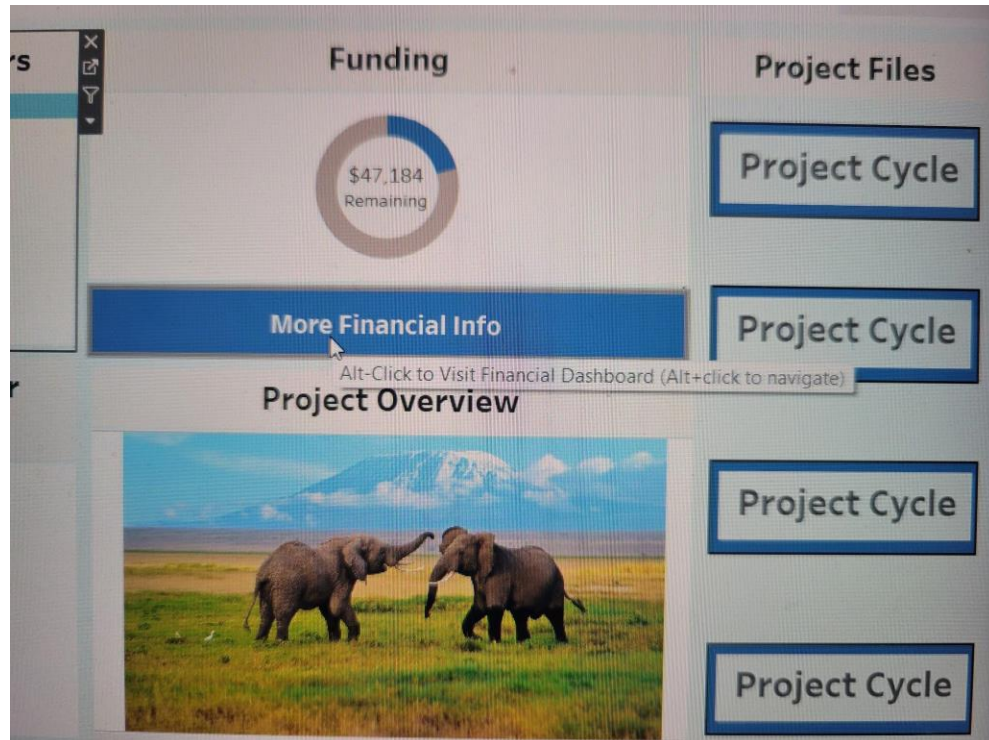 Funding
$47,184
Remaining
More Financial Info
Alt-Click to Visit Financial Dashboard (Alt+click to navigate)
Project Overview
Project Files
Project Cycle
Project Cycle
Project Cycle
Project Cycle